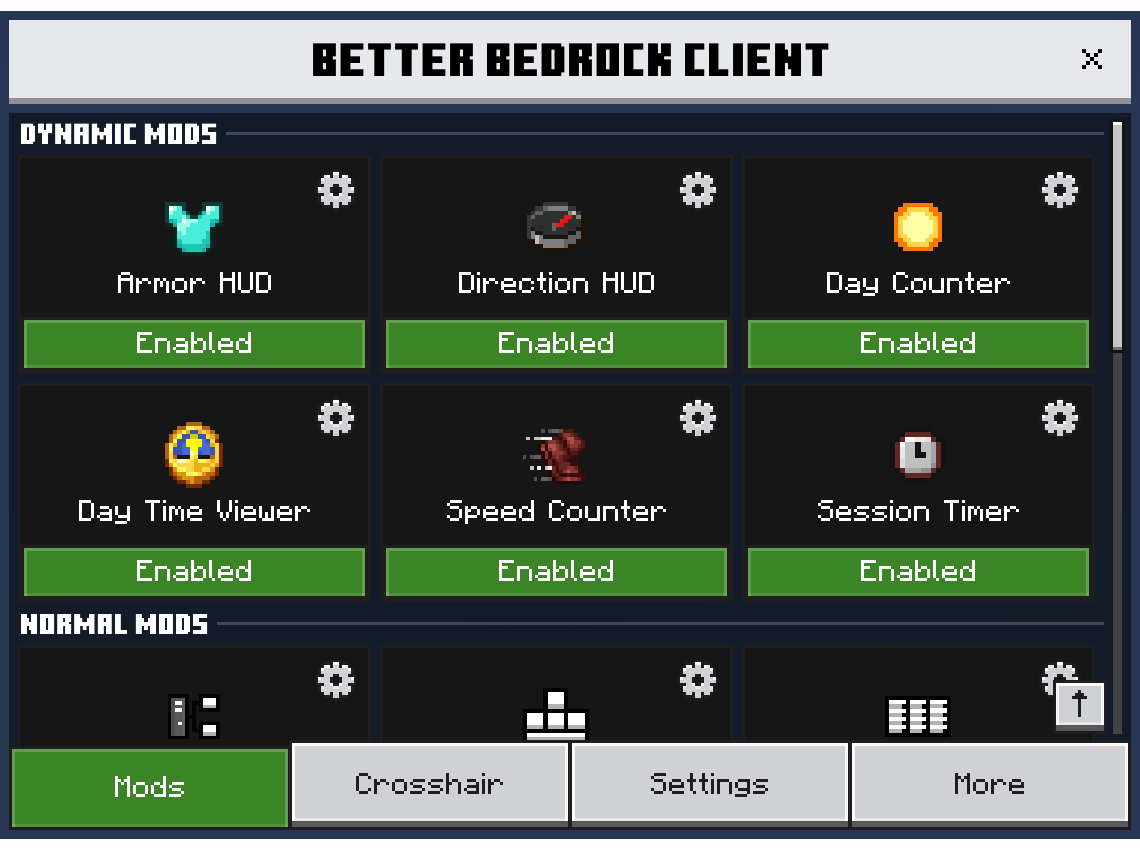 BETTER BEDROCK CLIENT
DYNAMIC MODS
Armor HUD
Direction HUD
Day Counter
Enabled
Enabled
Enabled
Day Time Viewer
Speed Counter
Session Timer
Enabled
Enabled
Enabled
NORMAL MODS
Mods
Crosshair
Settings
More